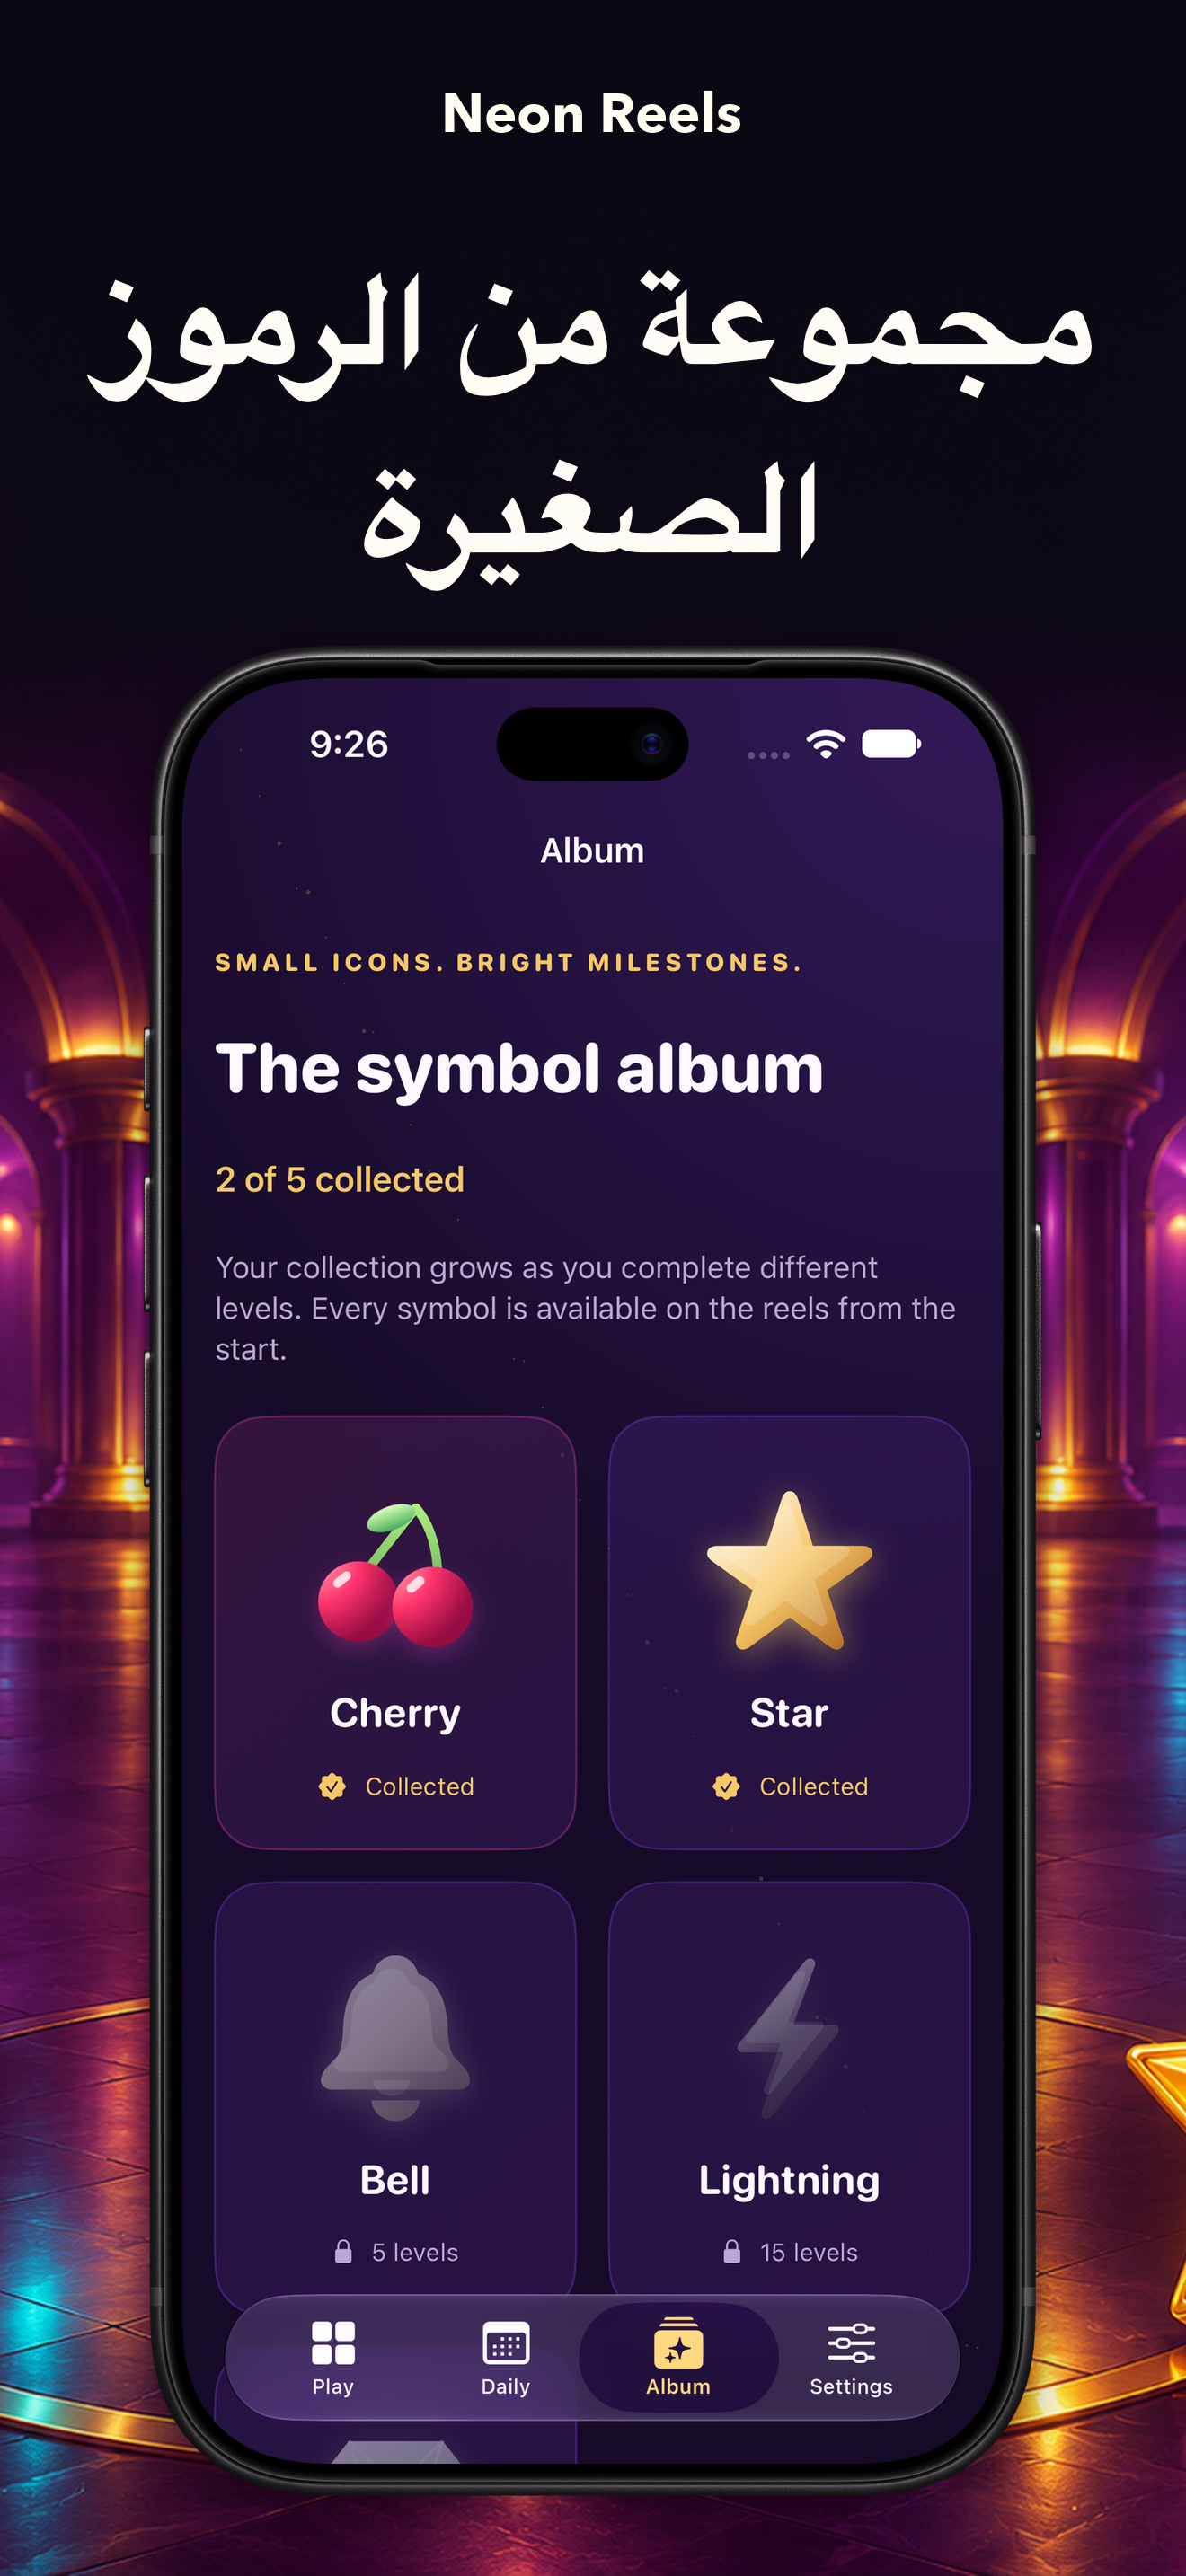 Neon Reels
مجموعة من الرموز
الصغيرة
9:26
Album
SMALL ICONS. BRIGHT MILESTONES.
The symbol album
2 of 5 collected
Your collection grows as you complete different
levels. Every symbol is available on the reels from the
start.
Cherry
Collected
Star
Collected
Bell
5 levels
Lightning
15 levels
Play
Daily
Album
Settings